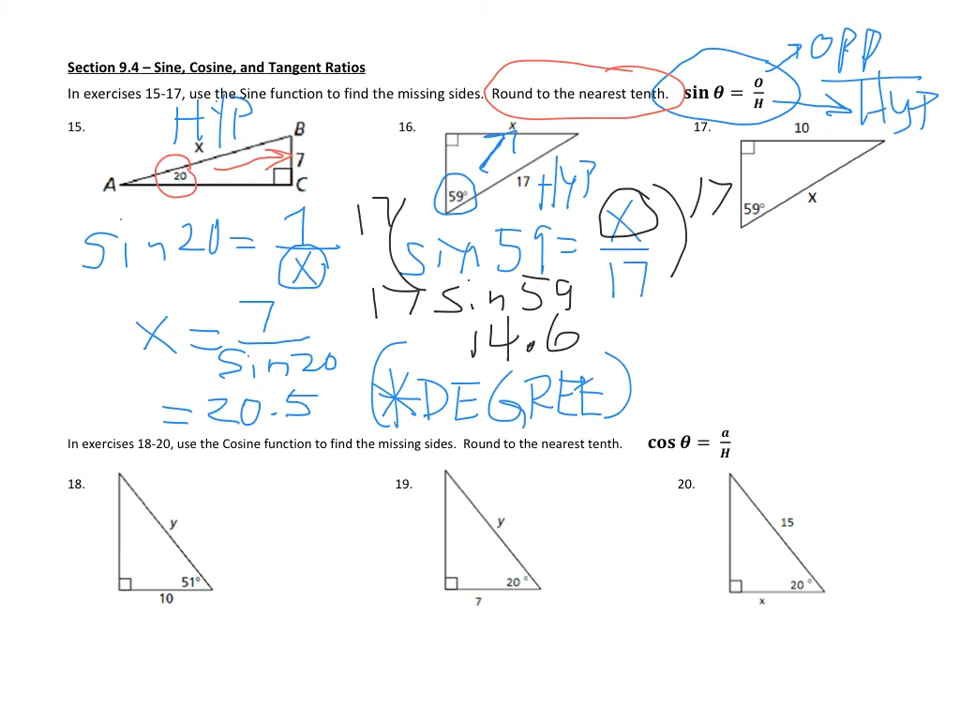 Section 9.4 – Sine, Cosine, and Tangent Ratios
In exercises 15-17, use the Sine function to find the missing sides. Round to the nearest tenth. sin θ = O/H
OPP
HYP
15.
HYP
x
B
7
A
20
C
16.
x
17
HYP
59°
17.
10
x
59°
sin 20 = 7/x
17 ( sin 59 = x/17 ) 17
17 sin 59
x = 7/sin 20
14.6
= 20.5
(*DEGREE)
In exercises 18-20, use the Cosine function to find the missing sides. Round to the nearest tenth. cos θ = a/H
18.
y
51°
10
19.
y
20°
7
20.
15
20°
x